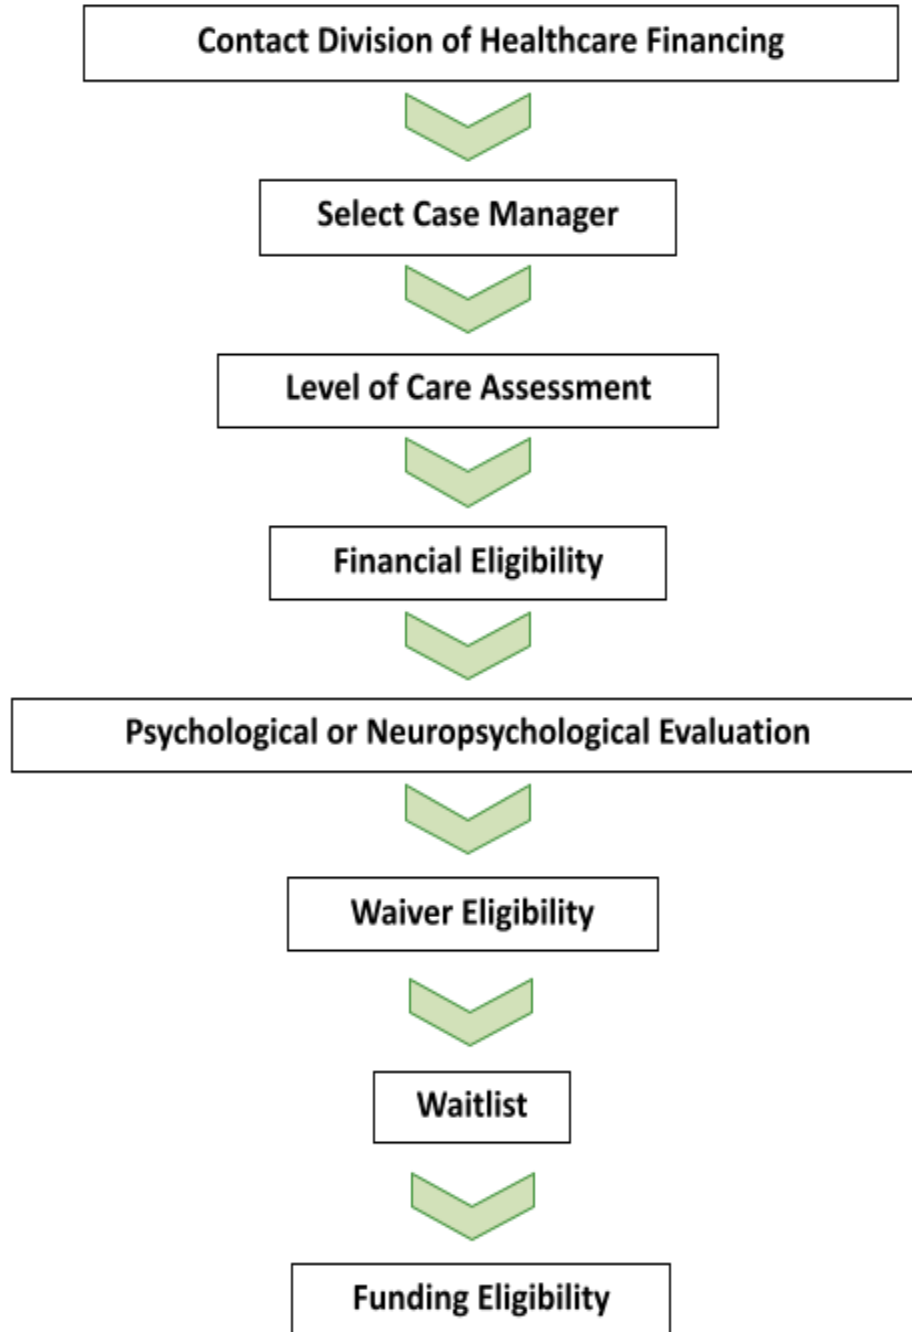 Contact Division of Healthcare Financing
Select Case Manager
Level of Care Assessment
Financial Eligibility
Psychological or Neuropsychological Evaluation
Waiver Eligibility
Waitlist
Funding Eligibility